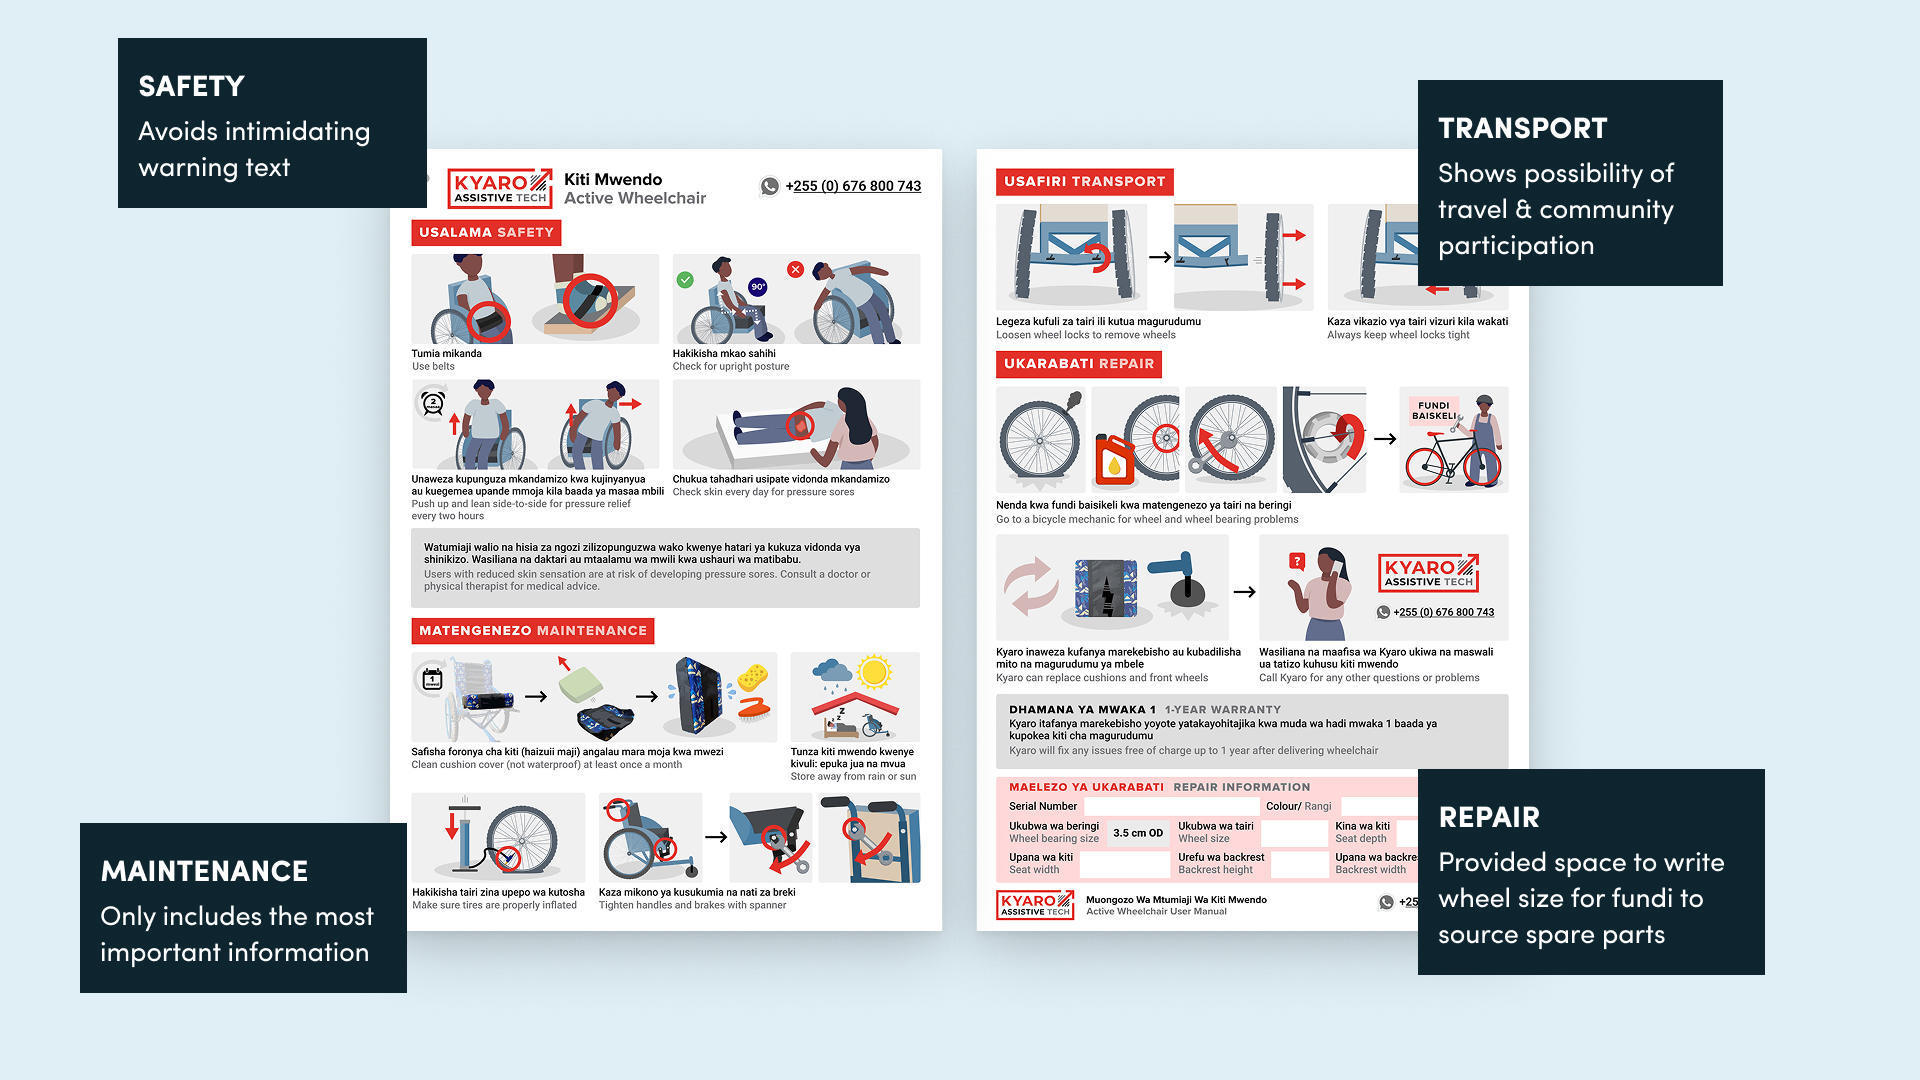 SAFETY
Avoids intimidating
warning text
KYARO
ASSISTIVE TECH
Kiti Mwendo
Active Wheelchair
+255 (0) 676 800 743
USALAMA SAFETY
90°
Tumia mikanda
Use belts
Hakikisha mkao sahihi
Check for upright posture
2
masaa
Unaweza kupunguza mkandamizo kwa kujinyanyua
au kuegemea upande mmoja kila baada ya masaa mbili
Push up and lean side-to-side for pressure relief
every two hours
Chukua tahadhari usipate vidonda mkandamizo
Check skin every day for pressure sores
Watumiaji walio na hisia za ngozi zilizopunguzwa wako kwenye hatari ya kukuza vidonda vya
shinikizo. Wasiliana na daktari au mtaalamu wa mwili kwa ushauri wa matibabu.
Users with reduced skin sensation are at risk of developing pressure sores. Consult a doctor or
physical therapist for medical advice.
MATENGENEZO MAINTENANCE
1
mwezi
z
z
Z
Safisha foronya cha kiti (haizuii maji) angalau mara moja kwa mwezi
Clean cushion cover (not waterproof) at least once a month
Tunza kiti mwendo kwenye
kivuli: epuka jua na mvua
Store away from rain or sun
Hakikisha tairi zina upepo wa kutosha
Make sure tires are properly inflated
Kaza mikono ya kusukumia na nati za breki
Tighten handles and brakes with spanner
MAINTENANCE
Only includes the most
important information
TRANSPORT
Shows possibility of
travel & community
participation
USAFIRI TRANSPORT
Legeza kufuli za tairi ili kutua magurudumu
Loosen wheel locks to remove wheels
Kaza vikazio vya tairi vizuri kila wakati
Always keep wheel locks tight
UKARABATI REPAIR
FUNDI
BAISKELI
Nenda kwa fundi baisikeli kwa matengenezo ya tairi na beringi
Go to a bicycle mechanic for wheel and wheel bearing problems
?
KYARO
ASSISTIVE TECH
+255 (0) 676 800 743
Kyaro inaweza kufanya marekebisho au kubadilisha
mito na magurudumu ya mbele
Kyaro can replace cushions and front wheels
Wasiliana na maafisa wa Kyaro ukiwa na maswali
ua tatizo kuhusu kiti mwendo
Call Kyaro for any other questions or problems
DHAMANA YA MWAKA 1 1-YEAR WARRANTY
Kyaro itafanya marekebisho yoyote yatakayohitajika kwa muda wa hadi mwaka 1 baada ya
kupokea kiti cha magurudumu
Kyaro will fix any issues free of charge up to 1 year after delivering wheelchair
MAELEZO YA UKARABATI REPAIR INFORMATION
Serial Number
Colour/ Rangi
Ukubwa wa beringi
Wheel bearing size
3.5 cm OD
Ukubwa wa tairi
Wheel size
Kina wa kiti
Seat depth
Upana wa kiti
Seat width
Urefu wa backrest
Backrest height
Upana wa backre
Backrest width
KYARO
ASSISTIVE TECH
Muongozo Wa Mtumiaji Wa Kiti Mwendo
Active Wheelchair User Manual
+25
REPAIR
Provided space to write
wheel size for fundi to
source spare parts